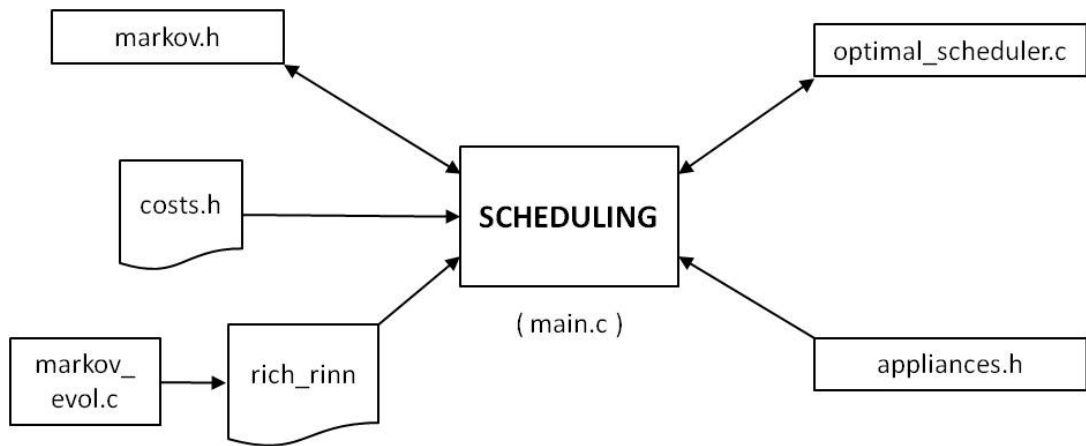 markov.h
optimal_scheduler.c
costs.h
SCHEDULING
( main.c )
markov_
evol.c
rich_rinn
appliances.h